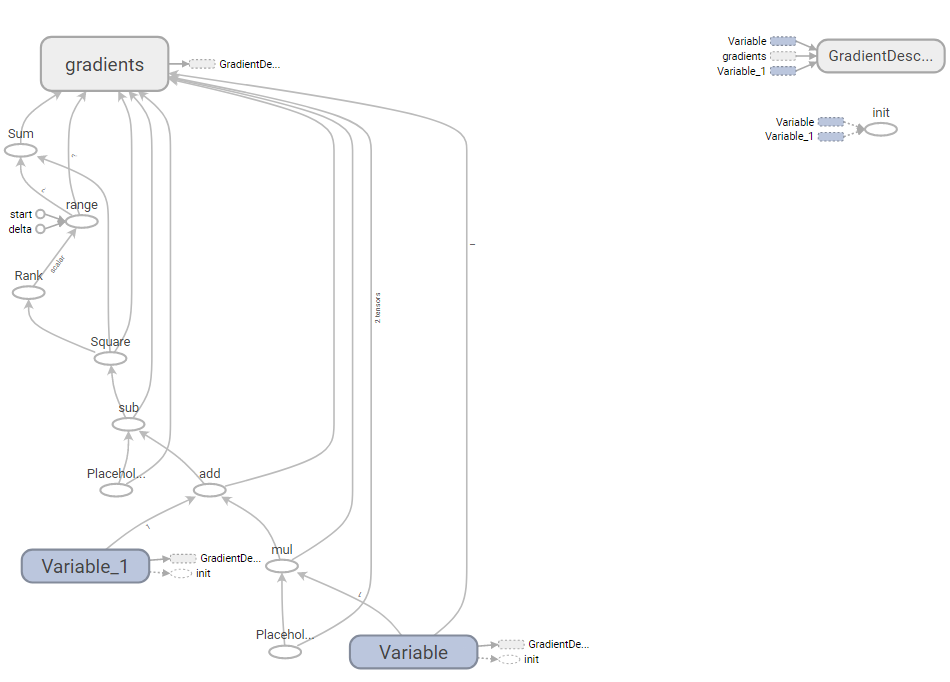 gradients
GradientDe...
Variable
gradients
Variable_1
GradientDesc...
Sum
init
Variable
Variable_1
range
start
delta
scalar
Rank
2 tensors
Square
sub
Placehol...
add
mul
Variable_1
GradientDe...
init
Placehol...
Variable
GradientDe...
init